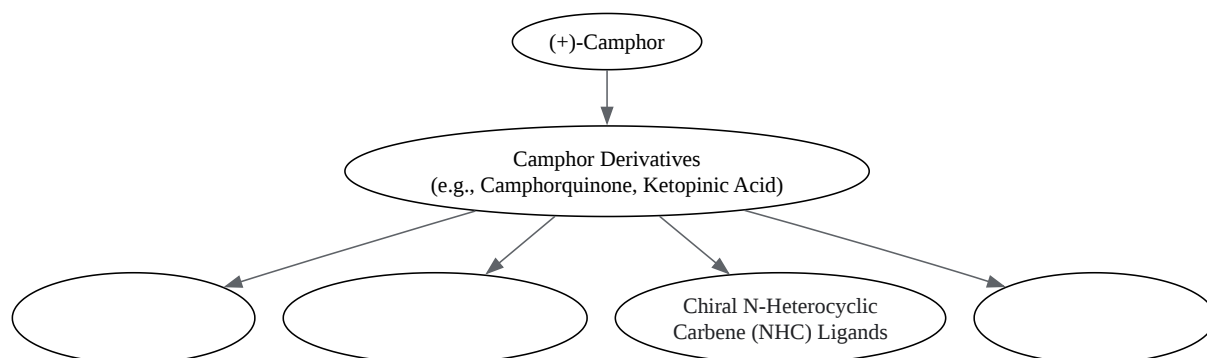 (+)-Camphor
Camphor Derivatives
(e.g., Camphorquinone, Ketopinic Acid)
Chiral N-Heterocyclic
Carbene (NHC) Ligands